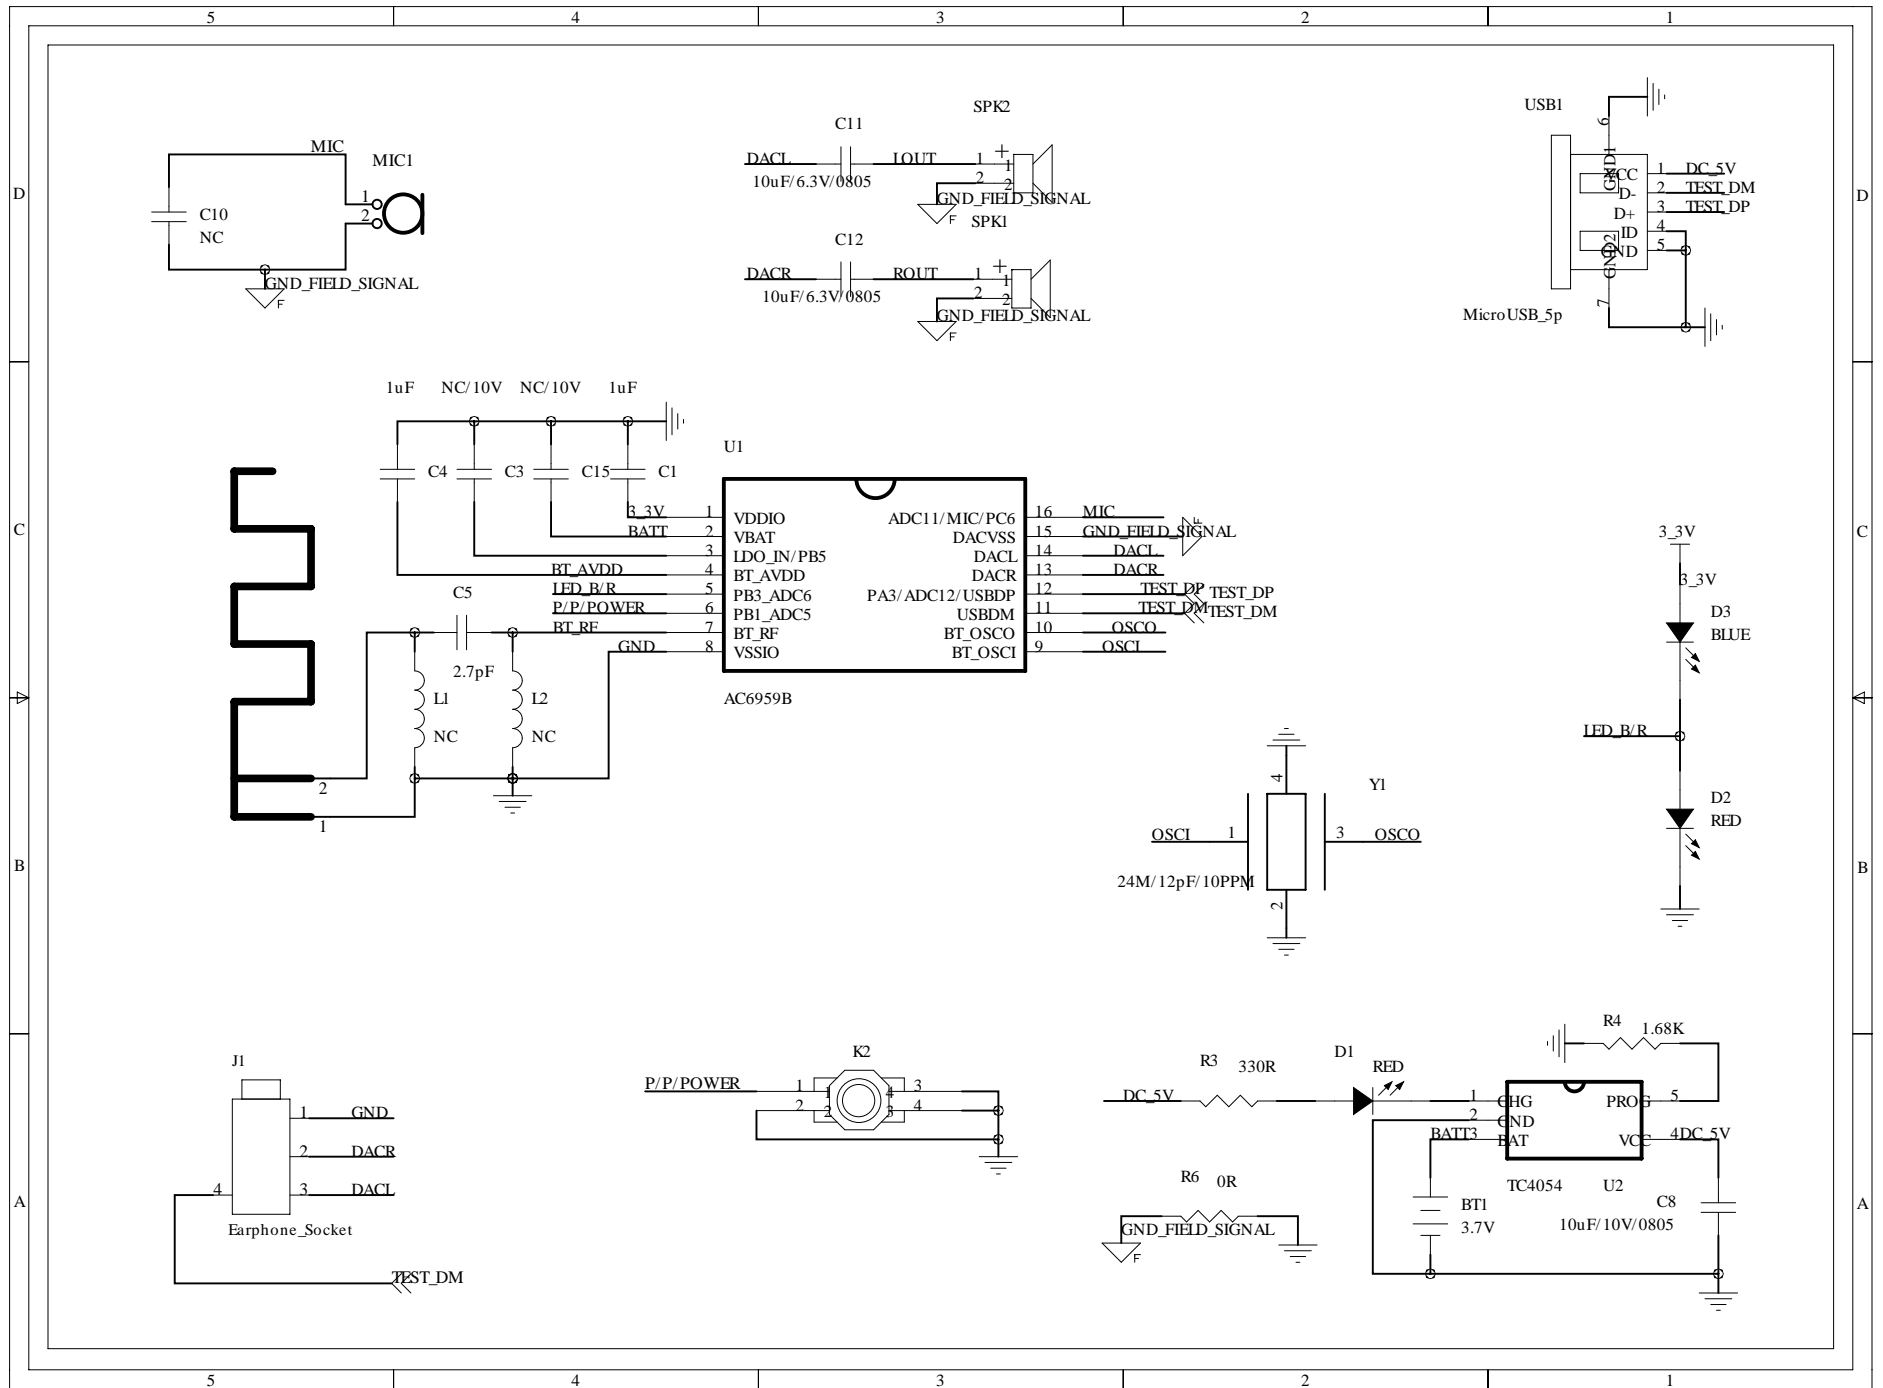 5 4 3 2 1
D
MIC
MIC1
1
2
C10
NC
GND_FIELD_SIGNAL
F
C11
DACL
10uF/6.3V/0805
LOUT
SPK2
+
1 1
2 2
GND_FIELD_SIGNAL
F
SPK1
C12
DACR
10uF/6.3V/0805
ROUT
+
1 1
2 2
GND_FIELD_SIGNAL
F
USB1
6
GND1
VCC 1 DC_5V
D- 2 TEST_DM
D+ 3 TEST_DP
ID 4
GND 5
GND2
7
MicroUSB_5p
D
1uF NC/10V NC/10V 1uF
C4 C3 C15 C1
C
U1
3_3V 1 VDDIO
BATT 2 VBAT
3 LDO_IN/PB5
BT_AVDD 4 BT_AVDD
LED_B/R 5 PB3_ADC6
P/P/POWER 6 PB1_ADC5
BT_RF 7 BT_RF
GND 8 VSSIO
ADC11/MIC/PC6 16 MIC
DACVSS 15 GND_FIELD_SIGNAL
F
DACL 14 DACL
DACR 13 DACR
PA3/ADC12/USBDP 12 TEST_DP TEST_DP
USBDM 11 TEST_DM TEST_DM
BT_OSCO 10 OSCO
BT_OSCI 9 OSCI
AC6959B
C5
2.7pF
L1
NC
L2
NC
2
1
3_3V
3_3V
D3
BLUE
LED_B/R
D2
RED
C
B
4
Y1
OSCI 1
3 OSCO
24M/12pF/10PPM
2
B
J1
1 GND
2 DACR
3 DACL
4
Earphone_Socket
TEST_DM
K2
P/P/POWER 1 1 4 3
2 2 3 4
R3 330R
DC_5V
D1 RED
R4 1.68K
1 CHG
2 GND
BATT 3 BAT
PROG 5
VCC 4 DC_5V
TC4054 U2
BT1
3.7V
C8
10uF/10V/0805
R6 0R
GND_FIELD_SIGNAL
F
A
A
5 4 3 2 1